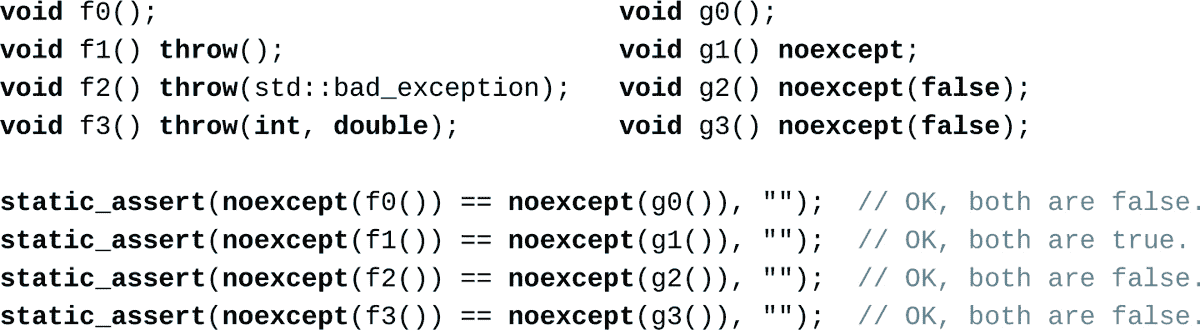 void f0();                             void g0();
void f1() throw();                     void g1() noexcept;
void f2() throw(std::bad_exception);   void g2() noexcept(false);
void f3() throw(int, double);          void g3() noexcept(false);
static_assert(noexcept(f0()) == noexcept(g0()), "");  // OK, both are false.
static_assert(noexcept(f1()) == noexcept(g1()), "");  // OK, both are true.
static_assert(noexcept(f2()) == noexcept(g2()), "");  // OK, both are false.
static_assert(noexcept(f3()) == noexcept(g3()), "");  // OK, both are false.